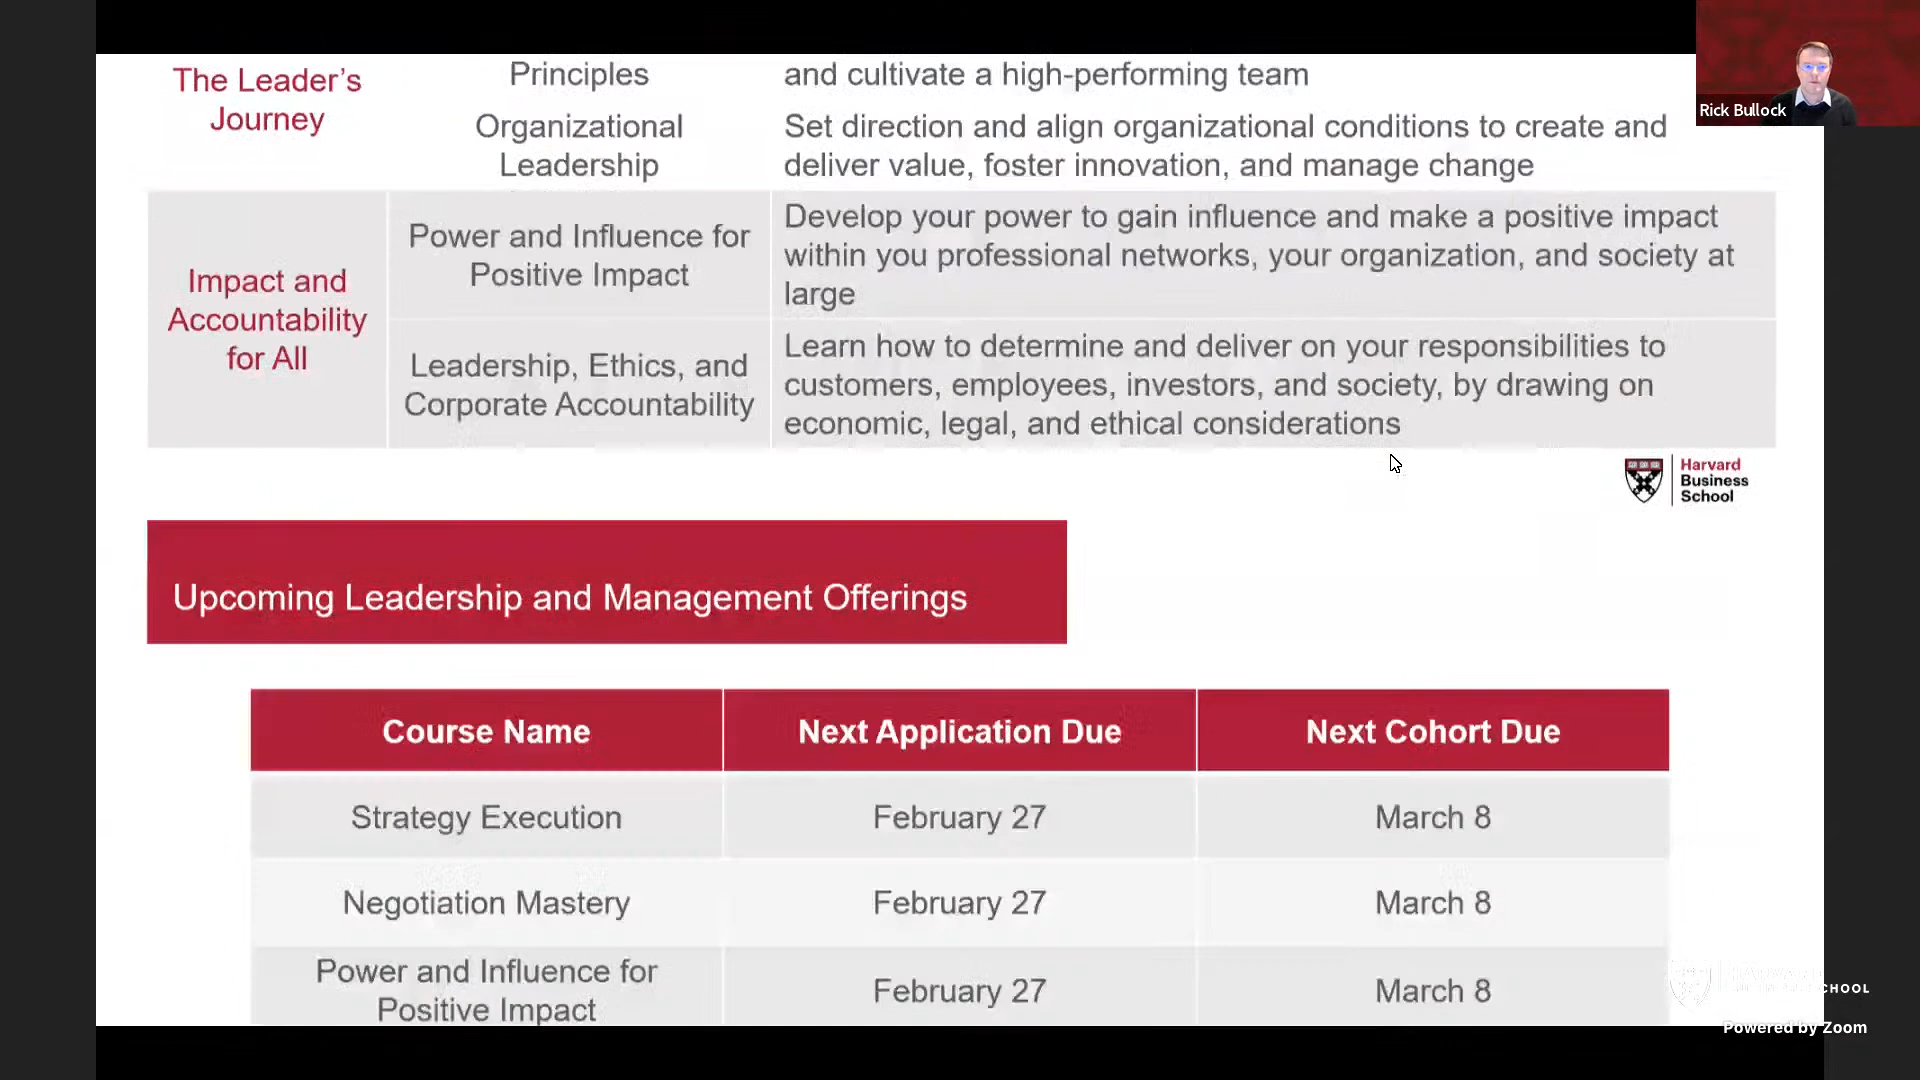 Rick Bullock
The Leader's
Journey
Principles
and cultivate a high-performing team
Organizational
Leadership
Set direction and align organizational conditions to create and
deliver value, foster innovation, and manage change
Impact and
Accountability
for All
Power and Influence for
Positive Impact
Develop your power to gain influence and make a positive impact
within you professional networks, your organization, and society at
large
Leadership, Ethics, and
Corporate Accountability
Learn how to determine and deliver on your responsibilities to
customers, employees, investors, and society, by drawing on
economic, legal, and ethical considerations
Harvard
Business
School
Upcoming Leadership and Management Offerings
Course Name
Next Application Due
Next Cohort Due
Strategy Execution
February 27
March 8
Negotiation Mastery
February 27
March 8
Power and Influence for
Positive Impact
February 27
March 8
Powered by Zoom